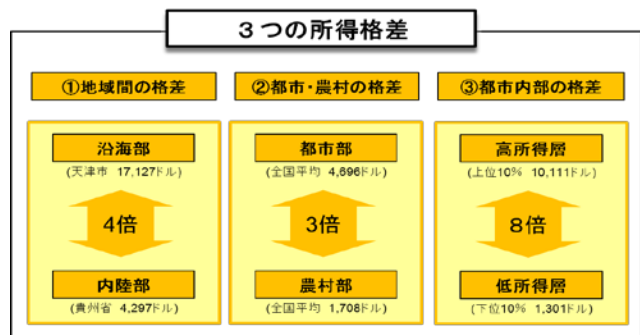 ３つの所得格差
①地域間の格差
②都市・農村の格差
③都市内部の格差
沿海部
(天津市 17,127ドル)
4倍
内陸部
(貴州省 4,297ドル)
都市部
(全国平均 4,696ドル)
3倍
農村部
(全国平均 1,708ドル)
高所得層
(上位10% 10,111ドル)
8倍
低所得層
(下位10% 1,301ドル)